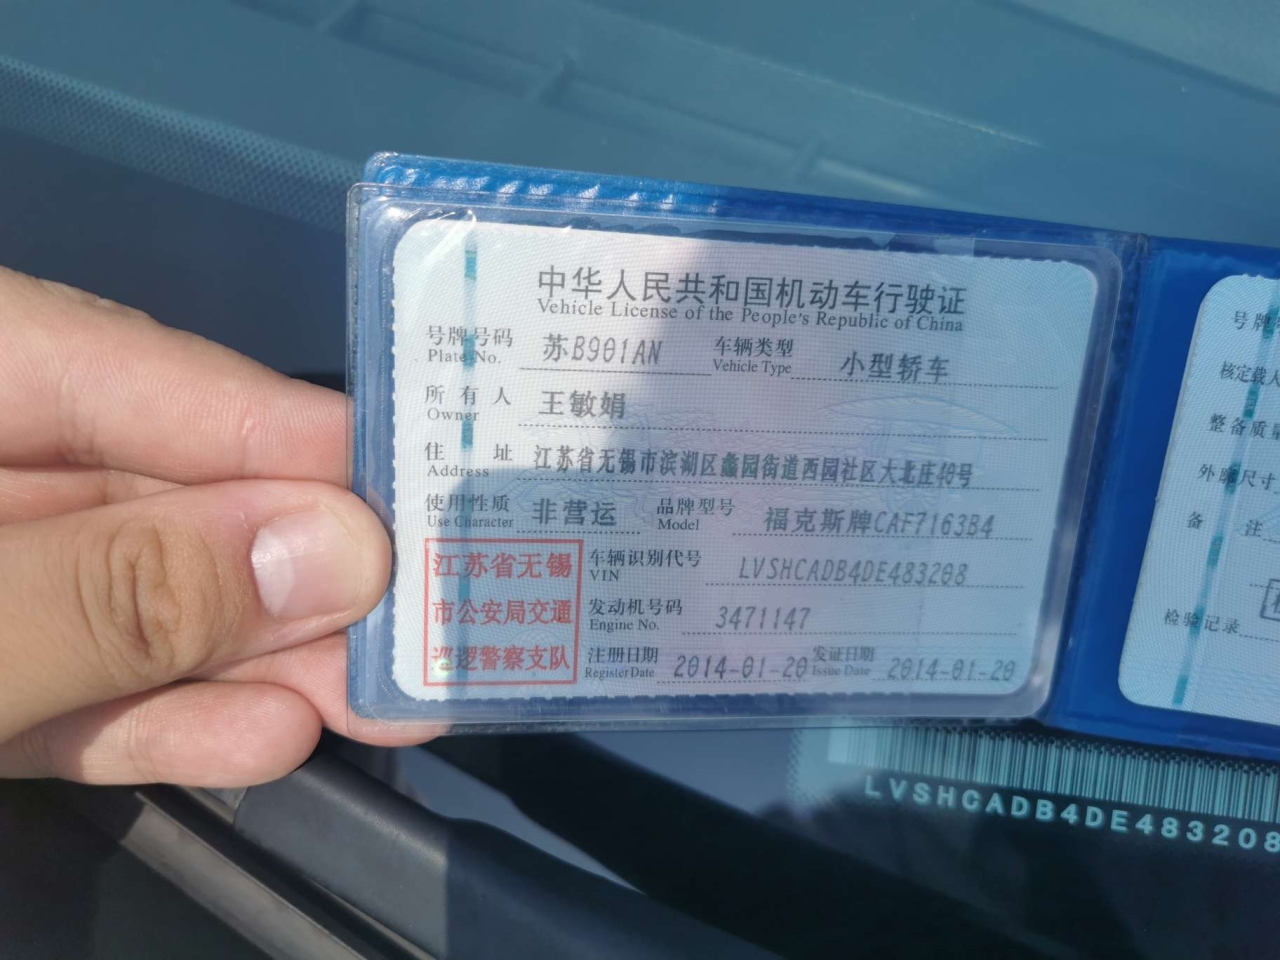 中华人民共和国机动车行驶证
Vehicle License of the People's Republic of China
号牌号码 苏B901AN 车辆类型 小型轿车
Plate No. Vehicle Type
所有人 王敏娟
Owner
住址 江苏省无锡市滨湖区蠡园街道西园社区大北庄40号
Address
使用性质 非营运 品牌型号 福克斯牌CAF7163B4
Use Character Model
江苏省无锡
市公安局交通
巡逻警察支队
车辆识别代号 LVSHCADB4DE483208
VIN
发动机号码 3471147
Engine No.
注册日期 2014-01-20 发证日期 2014-01-20
Register Date Issue Date
号牌
核定载人
整备质量
外廓尺寸
备注
检验记录
LVSHCADB4DE483208